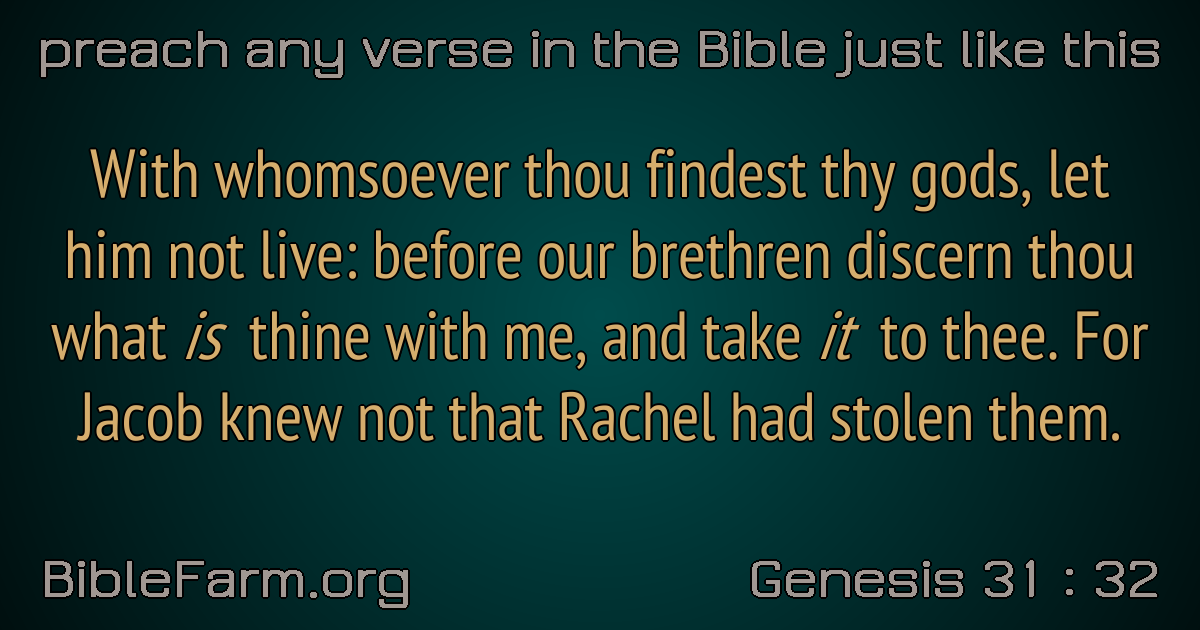 preach any verse in the Bible just like this
With whomsoever thou findest thy gods, let
him not live: before our brethren discern thou
what is thine with me, and take it to thee. For
Jacob knew not that Rachel had stolen them.
BibleFarm.org
Genesis 31 : 32